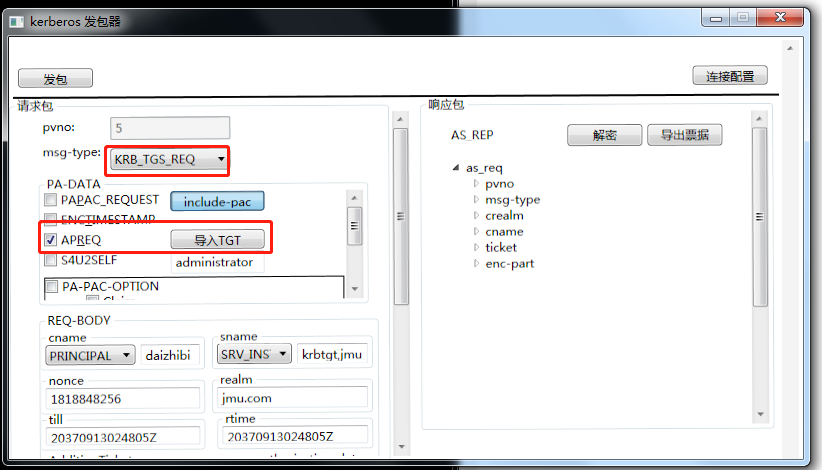 kerberos 发包器
发包
连接配置
请求包
pvno:
5
msg-type:
KRB_TGS_REQ
PA-DATA
PAPAC_REQUEST
include-pac
ENCTIMESTAMP
APREQ
导入TGT
S4U2SELF
administrator
PA-PAC-OPTION
Claim
REQ-BODY
cname
PRINCIPAL
daizhibi
sname
SRV_INS
krbtgt,jmu
nonce
1818848256
realm
jmu.com
till
20370913024805Z
rtime
20370913024805Z
响应包
AS_REP
解密
导出票据
as_req
pvno
msg-type
crealm
cname
ticket
enc-part